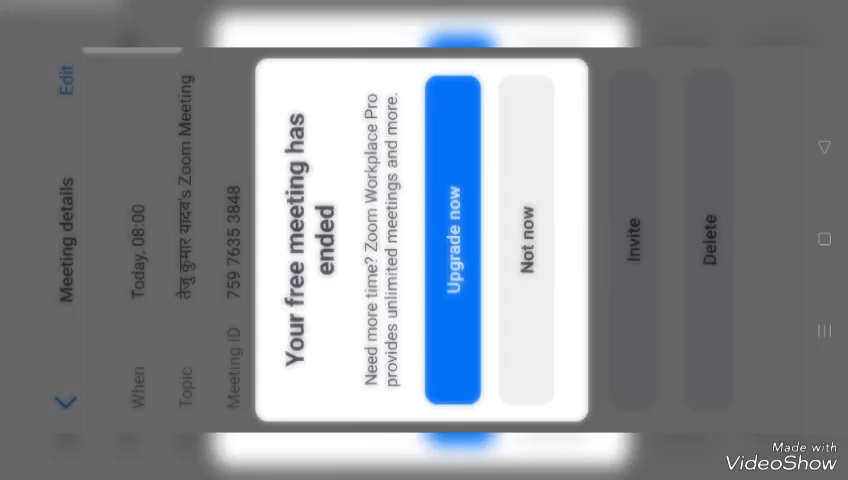 Meeting details
Edit
When
Today, 08:00
Topic
तेजु कुमार यादव's Zoom Meeting
Meeting ID
759 7635 3848
Your free meeting has
ended
Need more time? Zoom Workplace Pro
provides unlimited meetings and more.
Upgrade now
Not now
Invite
Delete
Made with
VideoShow